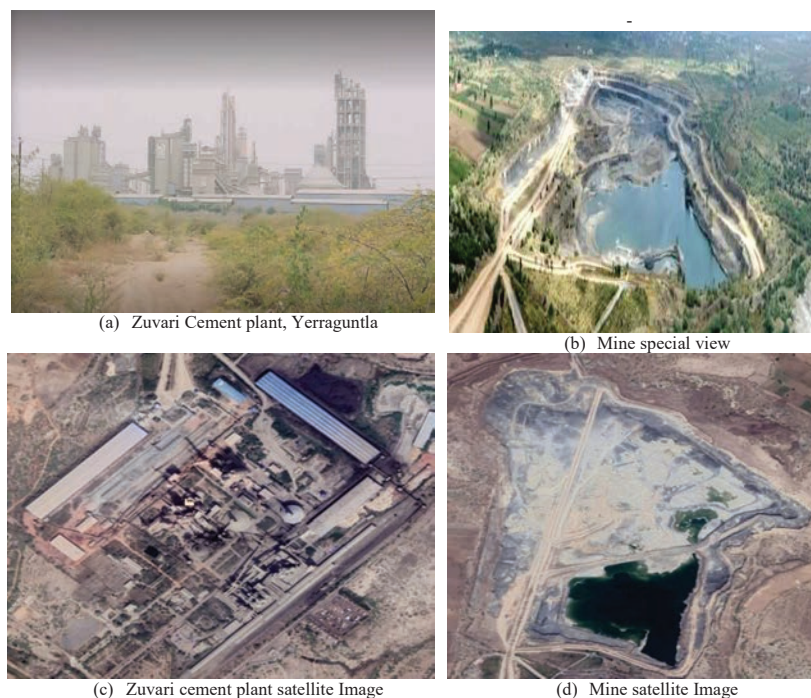 -
(a) Zuvari Cement plant, Yerraguntla
(b) Mine special view
(c) Zuvari cement plant satellite Image
(d) Mine satellite Image